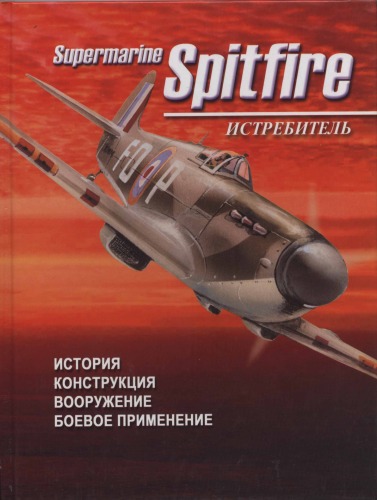 Supermarine Spitfire
ИСТРЕБИТЕЛЬ
FO P
ИСТОРИЯ
КОНСТРУКЦИЯ
ВООРУЖЕНИЕ
БОЕВОЕ ПРИМЕНЕНИЕ